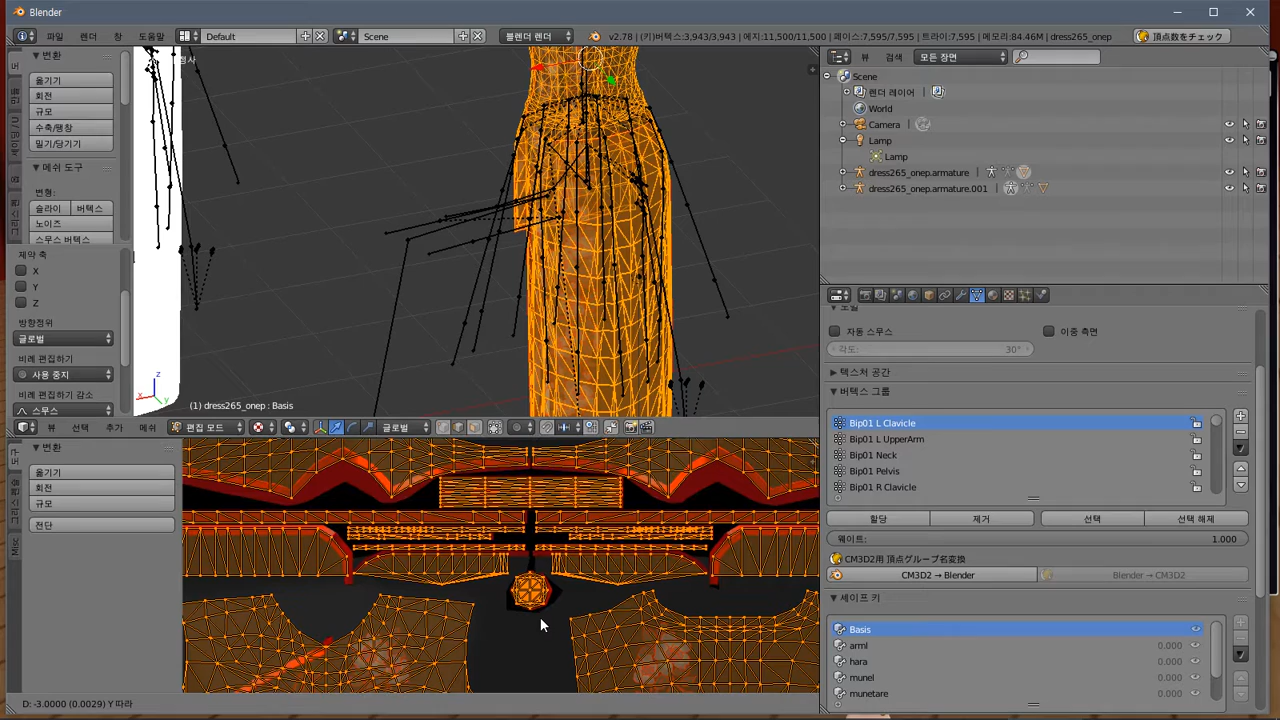 Blender
파일
렌더
창
도움말
Default
Scene
블렌더 렌더
v2.78 | (키)버텍스:3,943/3,943 | 에지:11,500/11,500 | 페이스:7,595/7,595 | 트라이:7,595 | 메모리:84.46M | dress265_onep
頂点数をチェック
변환
옮기기
회전
규모
수축/팽창
밀기/당기기
메쉬 도구
변형:
슬라이
버텍스
노이즈
스무스 버텍스
제약 축
X
Y
Z
방향정위
글로벌
비례 편집하기
사용 중지
비례 편집하기 감소
스무스
(1) dress265_onep : Basis
뷰
선택
추가
메쉬
편집 모드
글로벌
변환
옮기기
회전
규모
전단
Misc
D: -3.0000 (0.0029) Y 따라
뷰
검색
모든 장면
Scene
렌더 레이어
World
Camera
Lamp
Lamp
dress265_onep.armature
dress265_onep.armature.001
자동 스무스
이중 측면
각도:
30°
텍스처 공간
버텍스 그룹
Bip01 L Clavicle
Bip01 L UpperArm
Bip01 Neck
Bip01 Pelvis
Bip01 R Clavicle
할당
제거
선택
선택 해제
웨이트:
1.000
CM3D2用 頂点グループ名変換
CM3D2 → Blender
Blender → CM3D2
세이프 키
Basis
arml
0.000
hara
0.000
munel
0.000
munetare
0.000